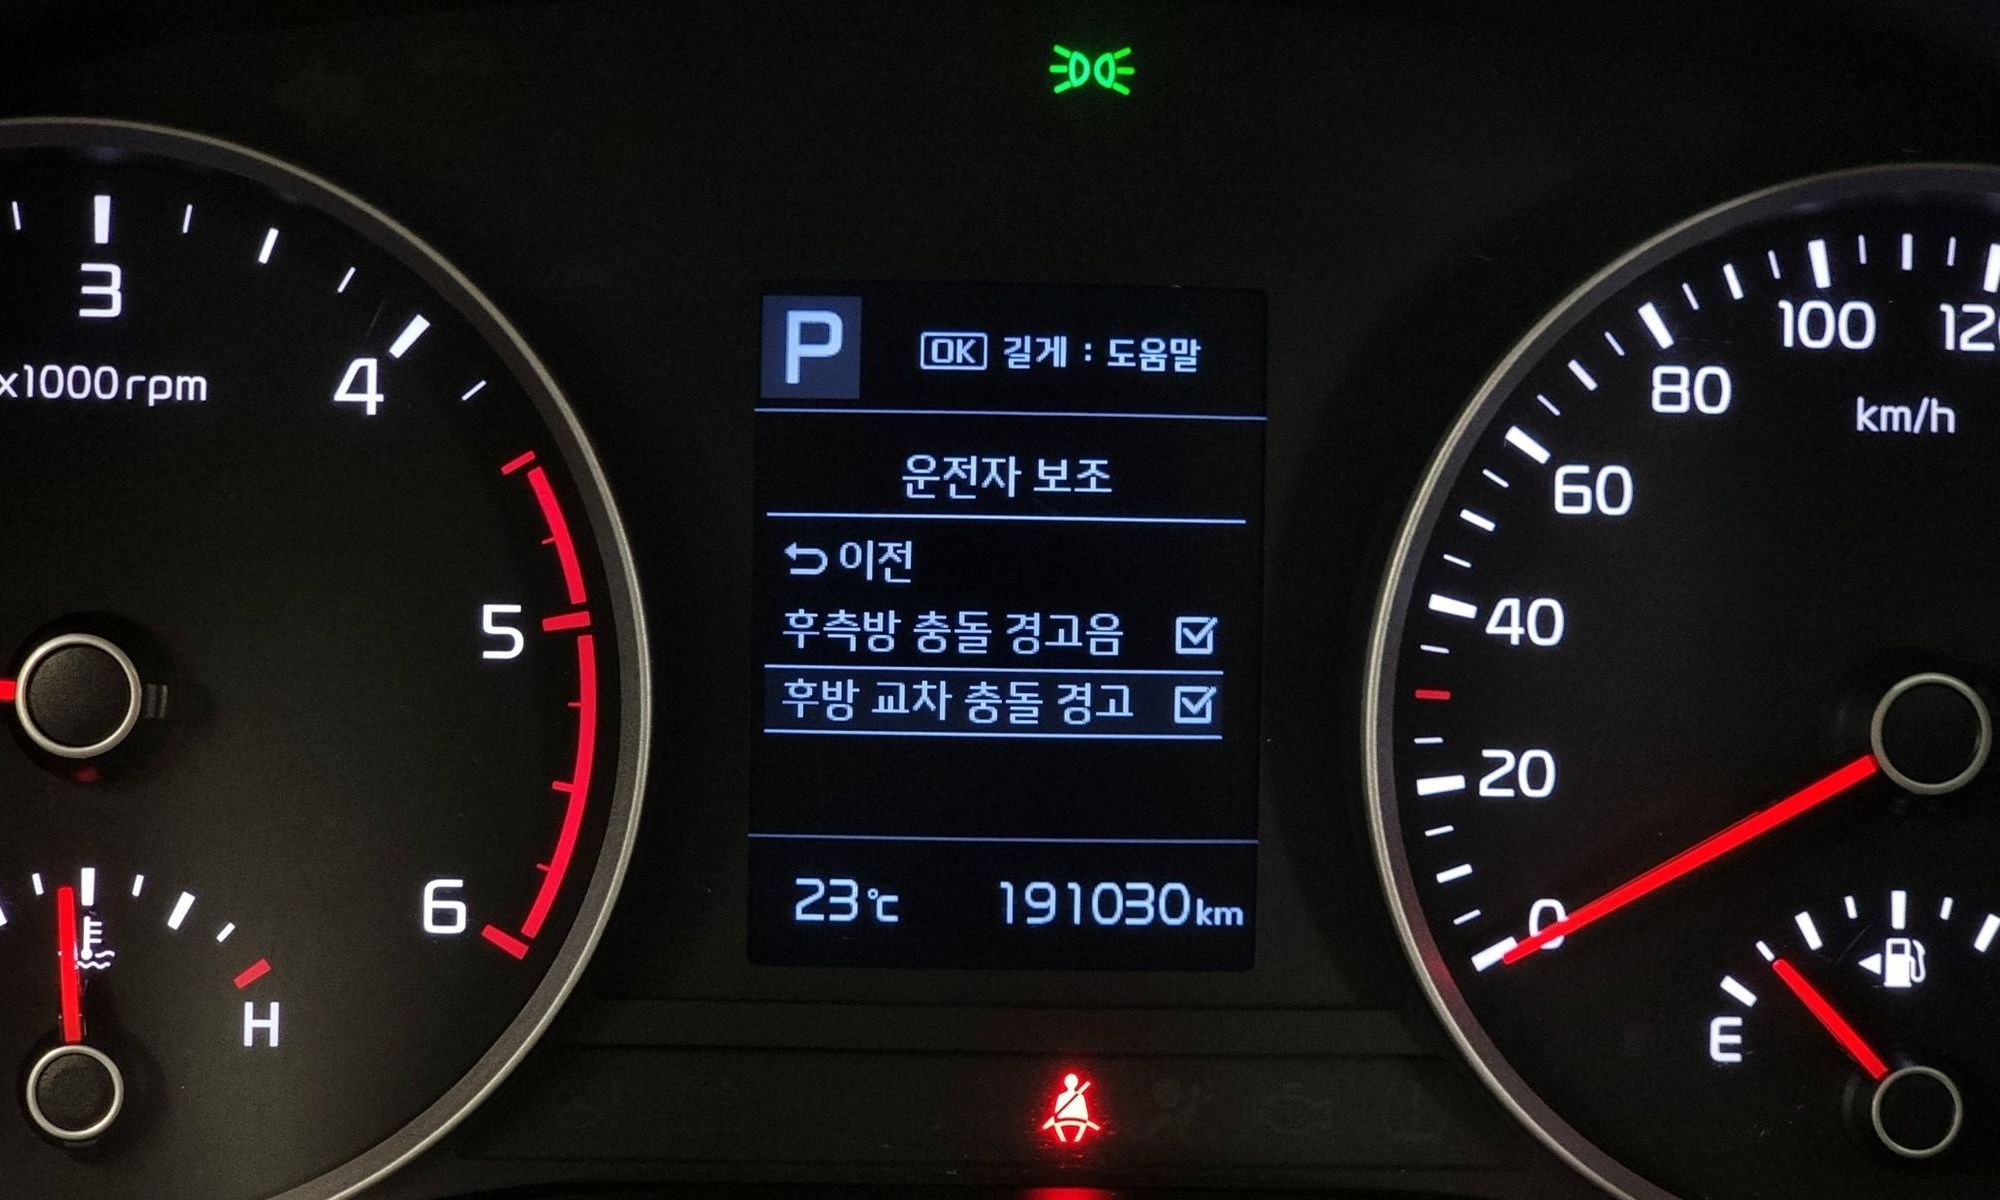 3
x1000rpm
4
5
6
H
P
OK 길게 : 도움말
운전자 보조
이전
후측방 충돌 경고음
후방 교차 충돌 경고
23℃ 191030km
100
80
km/h
60
40
20
0
E